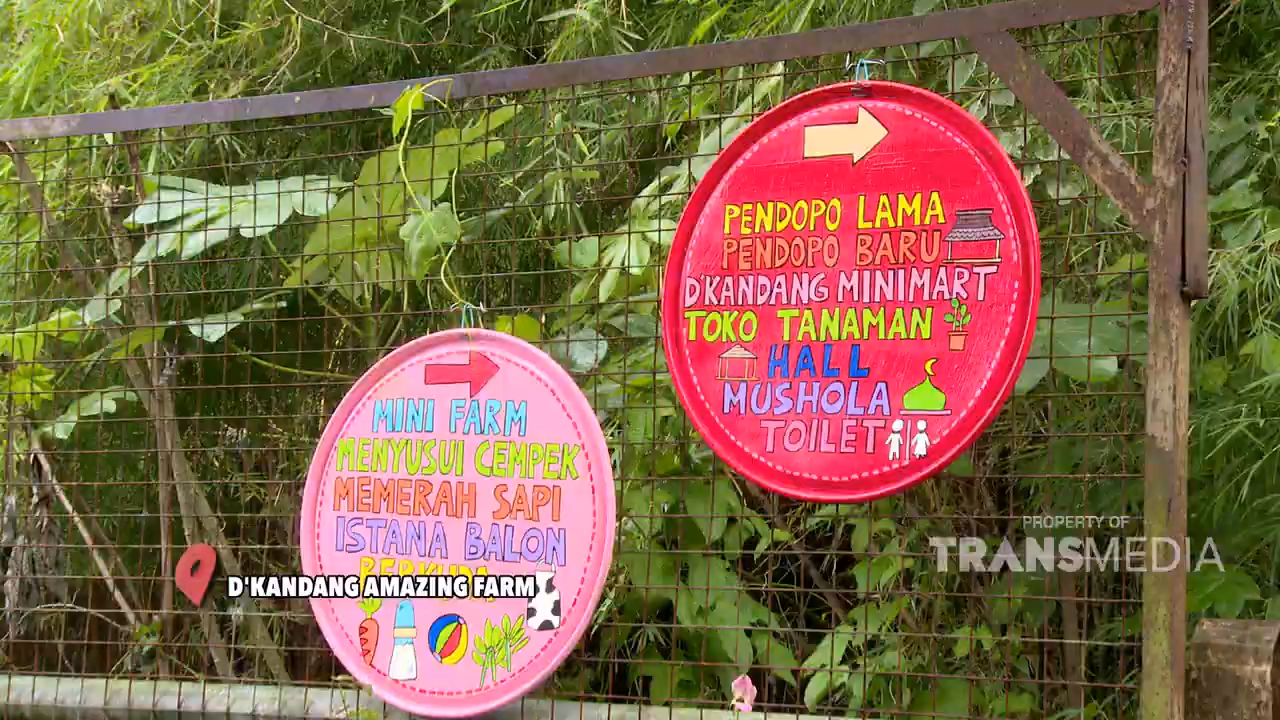 PENDOPO LAMA
PENDOPO BARU
D'KANDANG MINIMART
TOKO TANAMAN
HALL
MUSHOLA
TOILET
MINI FARM
MENYUSUI CEMPEK
MEMERAH SAPI
ISTANA BALON
D'KANDANG AMAZING FARM
PROPERTY OF
TRANSMEDIA